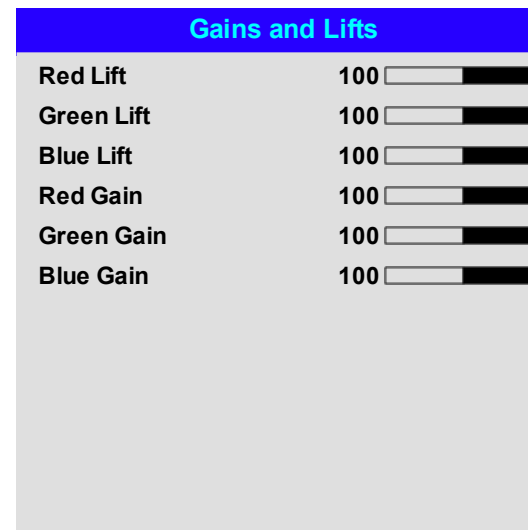 Gains and Lifts
Red Lift 100
Green Lift 100
Blue Lift 100
Red Gain 100
Green Gain 100
Blue Gain 100